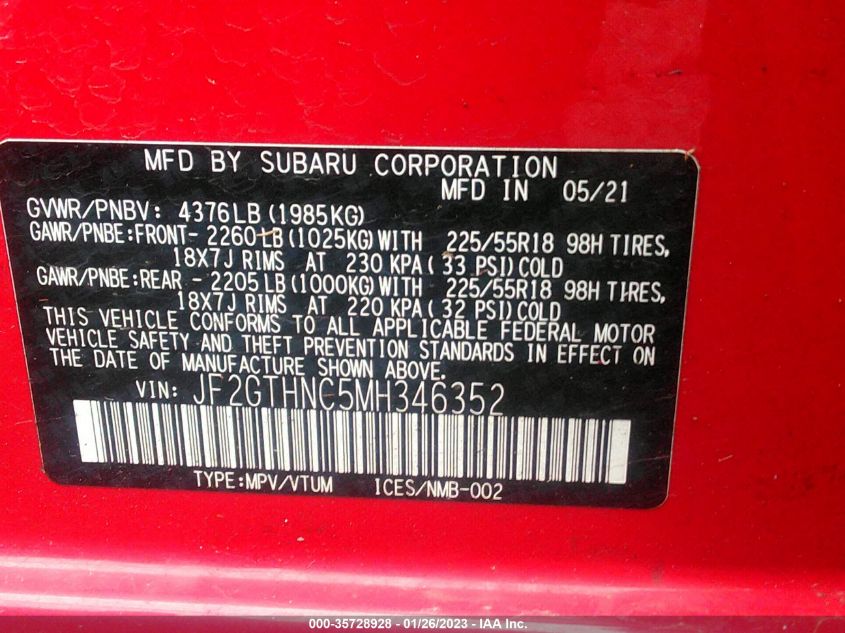 MFD BY SUBARU CORPORATION
MFD IN 05/21
GVWR/PNBV: 4376LB (1985KG)
GAWR/PNBE:FRONT- 2260LB (1025KG) WITH 225/55R18 98H TIRES,
18X7J RIMS AT 230 KPA( 33 PSI) COLD
GAWR/PNBE:REAR - 2205LB (1000KG) WITH 225/55R18 98H TIRES,
18X7J RIMS AT 220 KPA( 32 PSI) COLD
THIS VEHICLE CONFORMS TO ALL APPLICABLE FEDERAL MOTOR
VEHICLE SAFETY AND THEFT PREVENTION STANDARDS IN EFFECT ON
THE DATE OF MANUFACTURE SHOWN ABOVE.
VIN: JF2GTHNC5MH346352
TYPE:MPV/VTUM ICES/NMB-002
000-35728928 - 01/26/2023 - IAA Inc.